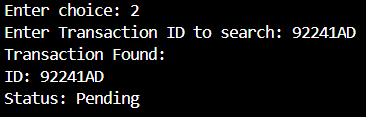 Enter choice: 2
Enter Transaction ID to search: 92241AD
Transaction Found:
ID: 92241AD
Status: Pending